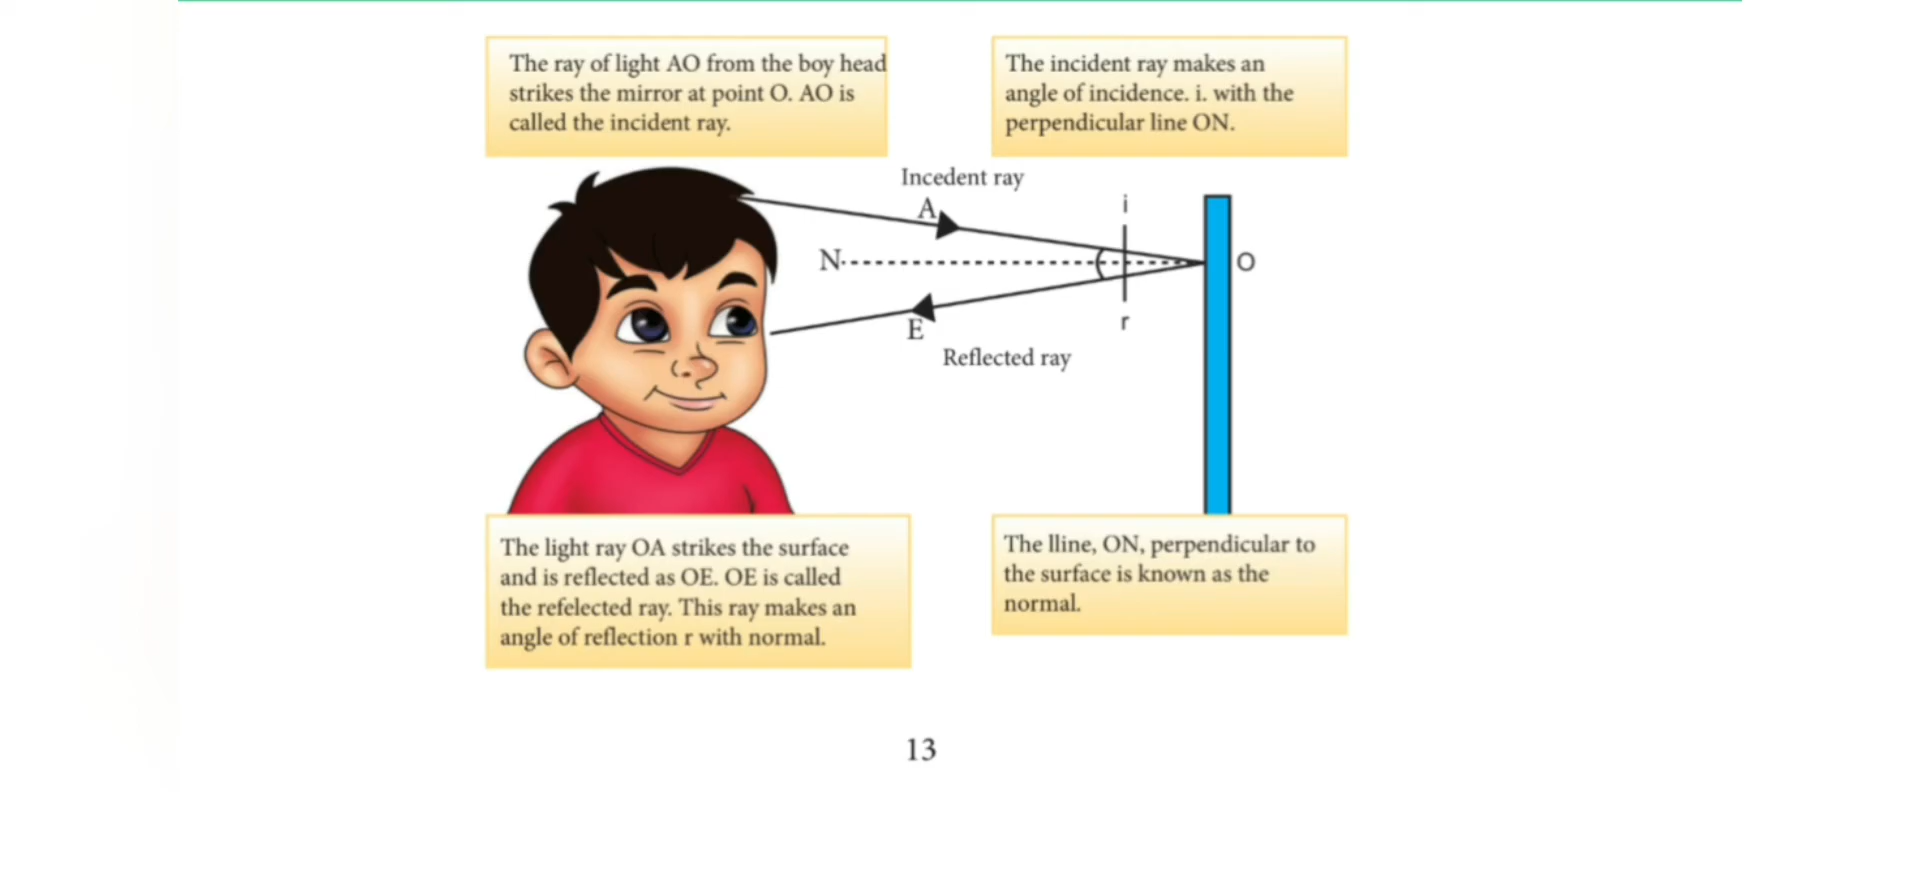 The ray of light AO from the boy head
strikes the mirror at point O. AO is
called the incident ray.
The incident ray makes an
angle of incidence. i. with the
perpendicular line ON.
Incedent ray
A
i
N
O
E
r
Reflected ray
The light ray OA strikes the surface
and is reflected as OE. OE is called
the refelected ray. This ray makes an
angle of reflection r with normal.
The lline, ON, perpendicular to
the surface is known as the
normal.
13